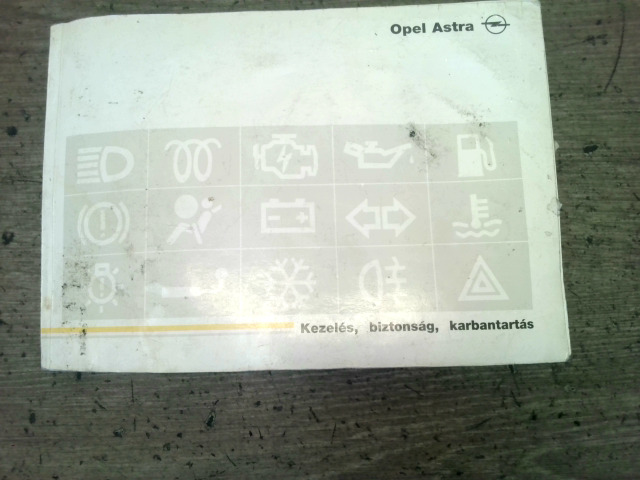 Opel Astra
Kezelés, biztonság, karbantartás